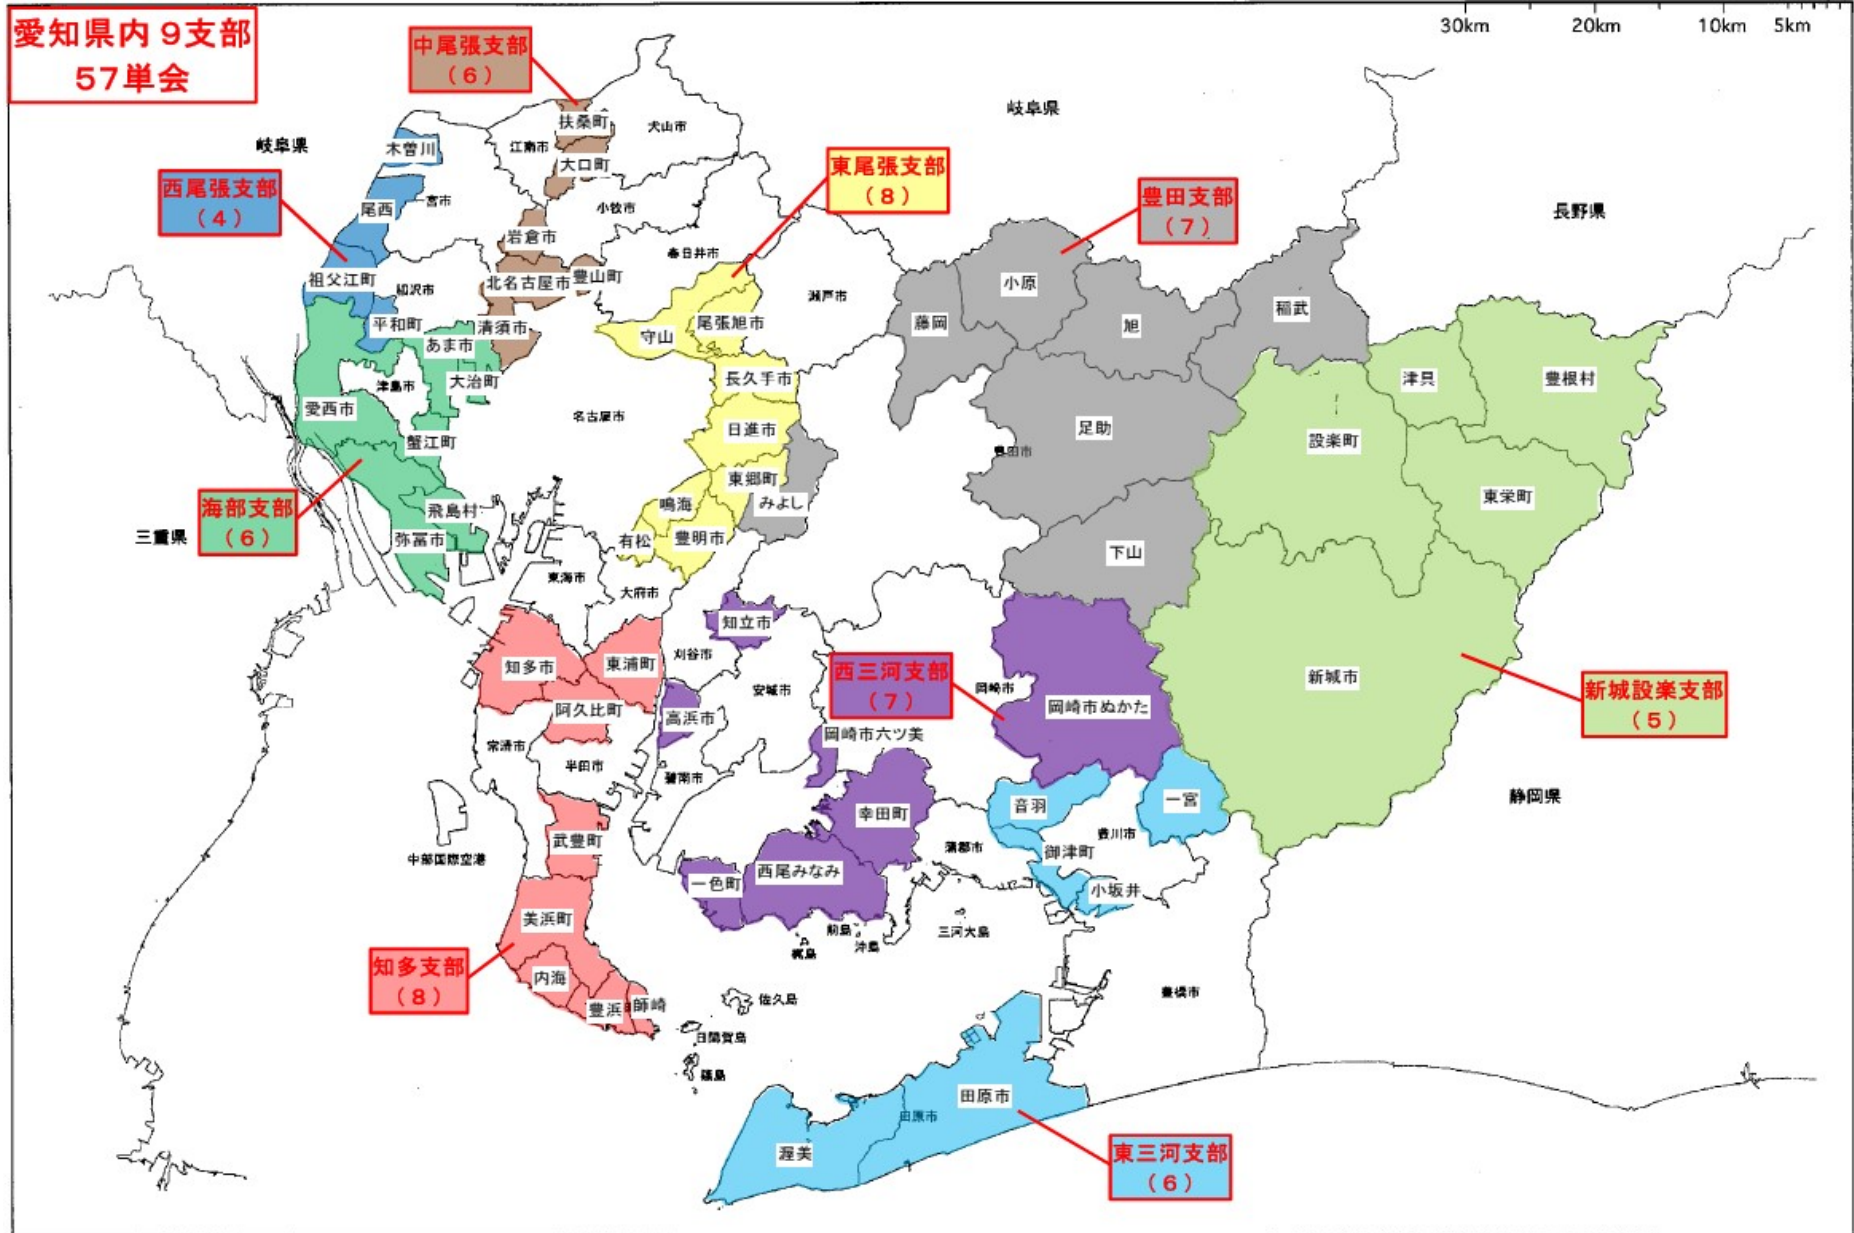 愛知県内９支部
５７単会
30km
20km
10km
5km
中尾張支部
（６）
岐阜県
岐阜県
扶桑町
犬山市
江南市
木曽川
大口町
東尾張支部
（８）
西尾張支部
（４）
豊田支部
（７）
長野県
尾西
一宮市
小牧市
岩倉市
春日井市
祖父江町
稲沢市
北名古屋市
豊山町
瀬戸市
小原
稲武
平和町
清須市
守山
尾張旭市
藤岡
旭
あま市
津島市
大治町
長久手市
津具
豊根村
愛西市
名古屋市
蟹江町
日進市
足助
設楽町
豊田市
東郷町
みよし
東栄町
海部支部
（６）
飛島村
鳴海
三重県
弥冨市
有松
豊明市
下山
東海市
大府市
知立市
知多市
東浦町
刈谷市
西三河支部
（７）
安城市
岡崎市
新城市
新城設楽支部
（５）
阿久比町
高浜市
岡崎市ぬかた
岡崎市六ツ美
常滑市
半田市
碧南市
静岡県
音羽
一宮
幸田町
武豊町
豊川市
中部国際空港
蒲郡市
御津町
一色町
西尾みなみ
小坂井
美浜町
前島
沖島
三河大島
梶島
知多支部
（８）
内海
豊浜
師崎
佐久島
豊橋市
日間賀島
篠島
田原市
田原市
渥美
東三河支部
（６）